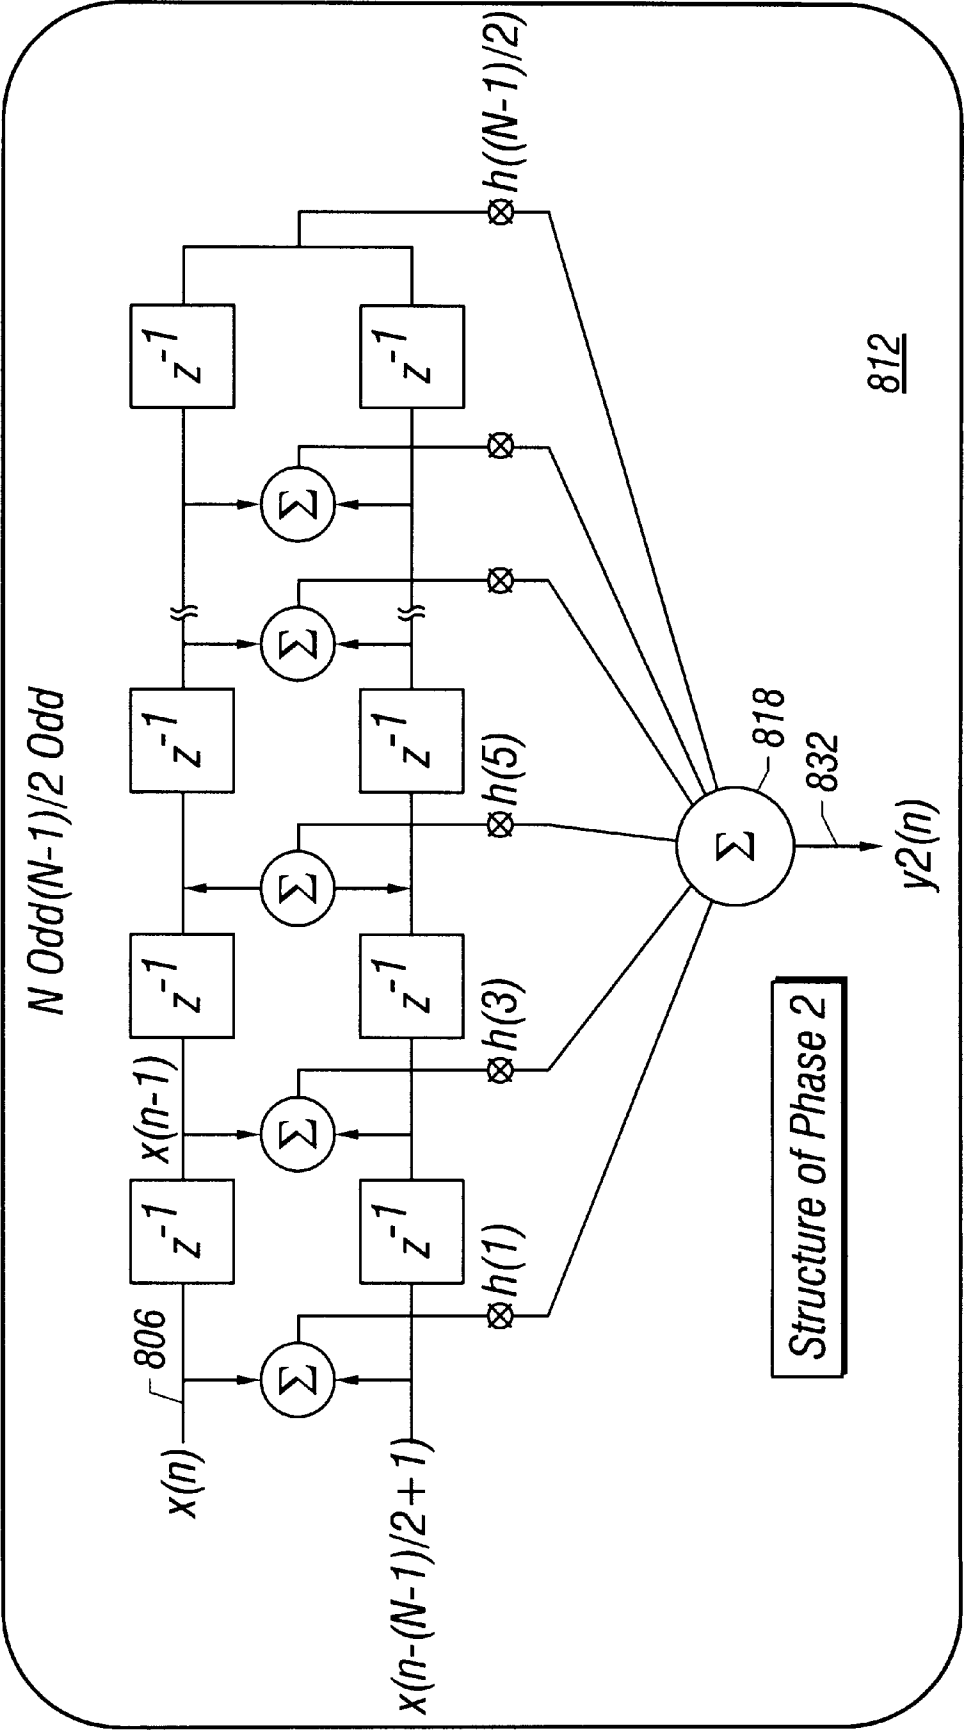 N Odd(N-1)/2 Odd
x(n)
806
z-1
x(n-1)
z-1
z-1
z-1
Σ
Σ
Σ
Σ
Σ
x(n-(N-1)/2+1)
z-1
z-1
z-1
z-1
h(1)
h(3)
h(5)
h((N-1)/2)
Σ
818
832
y2(n)
Structure of Phase 2
812